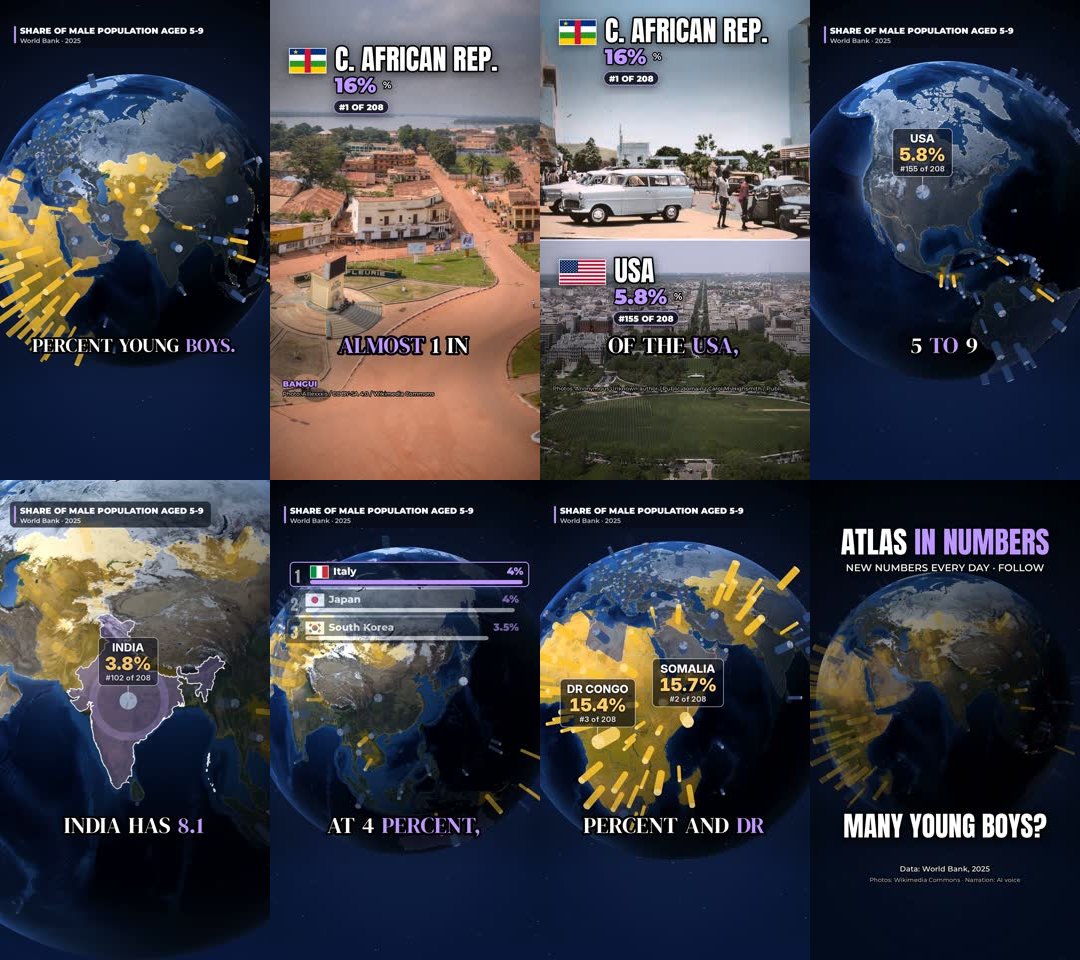 SHARE OF MALE POPULATION AGED 5-9
World Bank · 2025
PERCENT YOUNG BOYS.
C. AFRICAN REP.
16% %
#1 OF 208
FLEURIE
ALMOST 1 IN
BANGUI
C. AFRICAN REP.
16% %
#1 OF 208
USA
5.8% %
#155 OF 208
OF THE USA,
SHARE OF MALE POPULATION AGED 5-9
World Bank · 2025
USA
5.8%
#155 of 208
5 TO 9
SHARE OF MALE POPULATION AGED 5-9
World Bank · 2025
INDIA
3.8%
#102 of 208
INDIA HAS 8.1
SHARE OF MALE POPULATION AGED 5-9
World Bank · 2025
1 Italy 4%
2 Japan 4%
3 South Korea 3.5%
AT 4 PERCENT,
SHARE OF MALE POPULATION AGED 5-9
World Bank · 2025
SOMALIA
15.7%
#2 of 208
DR CONGO
15.4%
#3 of 208
PERCENT AND DR
ATLAS IN NUMBERS
NEW NUMBERS EVERY DAY · FOLLOW
MANY YOUNG BOYS?
Data: World Bank, 2025
Photos: Wikimedia Commons · Narration: AI voice